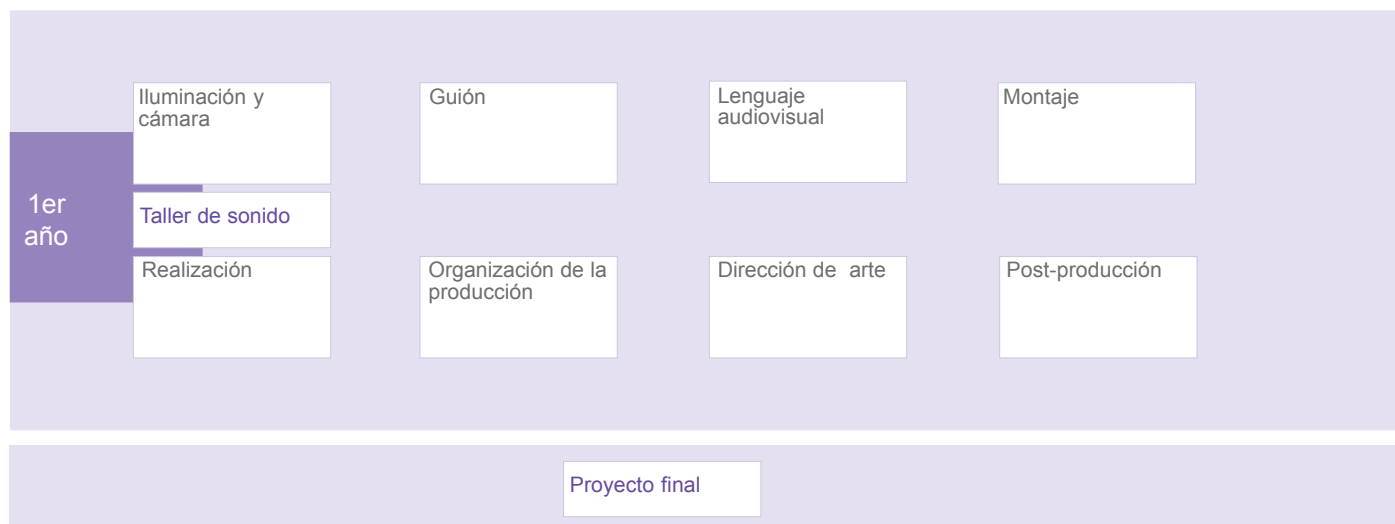 Iluminación y
cámara
Guión
Lenguaje
audiovisual
Montaje
1er
año
Taller de sonido
Realización
Organización de la
producción
Dirección de  arte
Post-producción
Proyecto final